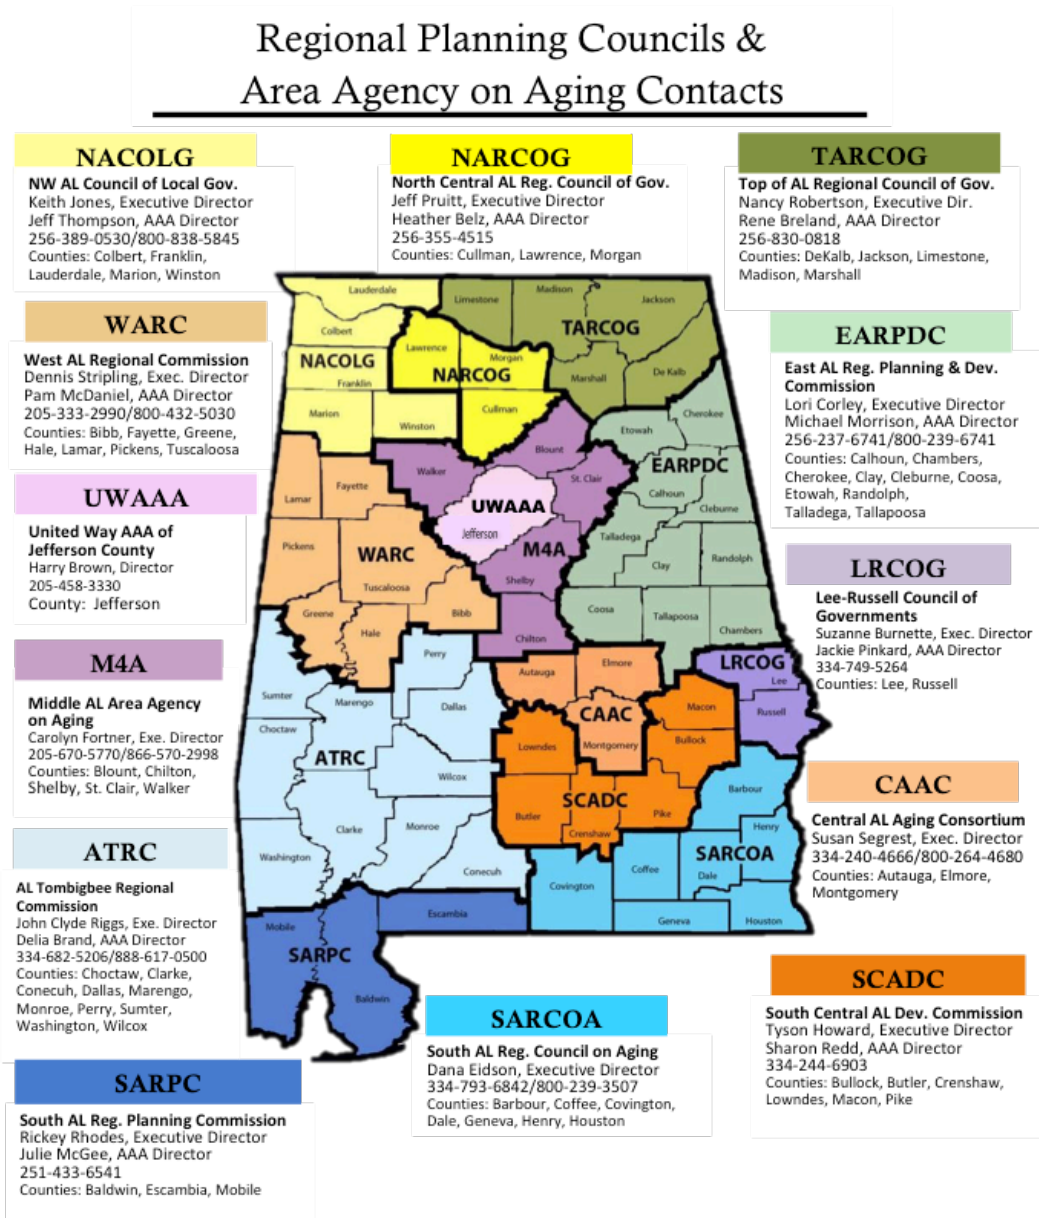 Regional Planning Councils &
Area Agency on Aging Contacts
NACOLG
NW AL Council of Local Gov.
Keith Jones, Executive Director
Jeff Thompson, AAA Director
256-389-0530/800-838-5845
Counties: Colbert, Franklin,
Lauderdale, Marion, Winston
NARCOG
North Central AL Reg. Council of Gov.
Jeff Pruitt, Executive Director
Heather Belz, AAA Director
256-355-4515
Counties: Cullman, Lawrence, Morgan
TARCOG
Top of AL Regional Council of Gov.
Nancy Robertson, Executive Dir.
Rene Breland, AAA Director
256-830-0818
Counties: DeKalb, Jackson, Limestone,
Madison, Marshall
WARC
West AL Regional Commission
Dennis Stripling, Exec. Director
Pam McDaniel, AAA Director
205-333-2990/800-432-5030
Counties: Bibb, Fayette, Greene,
Hale, Lamar, Pickens, Tuscaloosa
UWAAA
United Way AAA of
Jefferson County
Harry Brown, Director
205-458-3330
County:  Jefferson
M4A
Middle AL Area Agency
on Aging
Carolyn Fortner, Exe. Director
205-670-5770/866-570-2998
Counties: Blount, Chilton,
Shelby, St. Clair, Walker
ATRC
AL Tombigbee Regional
Commission
John Clyde Riggs, Exe. Director
Delia Brand, AAA Director
334-682-5206/888-617-0500
Counties: Choctaw, Clarke,
Conecuh, Dallas, Marengo,
Monroe, Perry, Sumter,
Washington, Wilcox
SARPC
South AL Reg. Planning Commission
Rickey Rhodes, Executive Director
Julie McGee, AAA Director
251-433-6541
Counties: Baldwin, Escambia, Mobile
Lauderdale
Limestone
Madison
Jackson
Colbert
TARCOG
Lawrence
Morgan
NACOLG
NARCOG
Franklin
Marshall
De Kalb
Marion
Cullman
Winston
Cherokee
Etowah
Blount
Walker
St. Clair
EARPDC
Fayette
Lamar
Calhoun
UWAAA
Cleburne
Jefferson
Talladega
Pickens
WARC
M4A
Randolph
Clay
Shelby
Tuscaloosa
Greene
Bibb
Coosa
Tallapoosa
Hale
Chilton
Chambers
Perry
Elmore
LRCOG
Autauga
Lee
Sumter
Marengo
Dallas
Macon
CAAC
Russell
Choctaw
Lowndes
Montgomery
Bullock
ATRC
Wilcox
Barbour
SCADC
Butler
Pike
Clarke
Monroe
Crenshaw
Henry
Washington
SARCOA
Conecuh
Coffee
Dale
Covington
Escambia
Geneva
Houston
Mobile
SARPC
Baldwin
EARPDC
East AL Reg. Planning & Dev.
Commission
Lori Corley, Executive Director
Michael Morrison, AAA Director
256-237-6741/800-239-6741
Counties: Calhoun, Chambers,
Cherokee, Clay, Cleburne, Coosa,
Etowah, Randolph,
Talladega, Tallapoosa
LRCOG
Lee-Russell Council of
Governments
Suzanne Burnette, Exec. Director
Jackie Pinkard, AAA Director
334-749-5264
Counties: Lee, Russell
CAAC
Central AL Aging Consortium
Susan Segrest, Exec. Director
334-240-4666/800-264-4680
Counties: Autauga, Elmore,
Montgomery
SCADC
South Central AL Dev. Commission
Tyson Howard, Executive Director
Sharon Redd, AAA Director
334-244-6903
Counties: Bullock, Butler, Crenshaw,
Lowndes, Macon, Pike
SARCOA
South AL Reg. Council on Aging
Dana Eidson, Executive Director
334-793-6842/800-239-3507
Counties: Barbour, Coffee, Covington,
Dale, Geneva, Henry, Houston